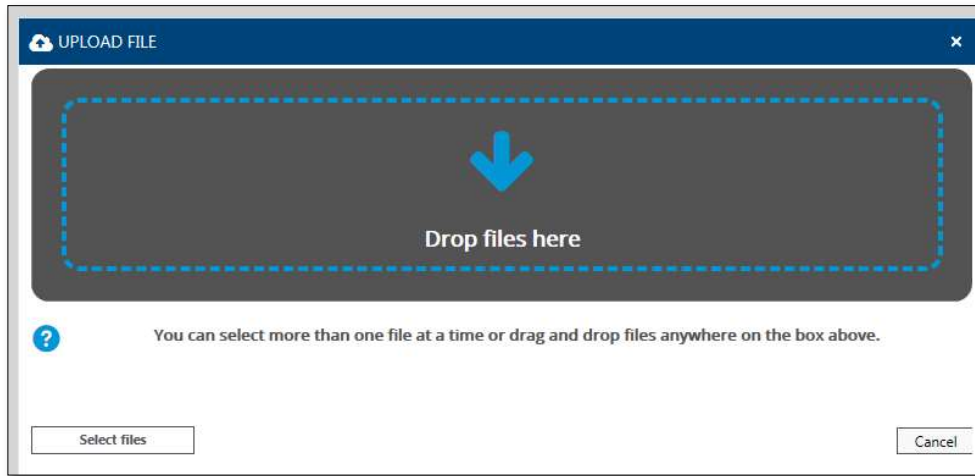 UPLOAD FILE
Drop files here
You can select more than one file at a time or drag and drop files anywhere on the box above.
Select files
Cancel